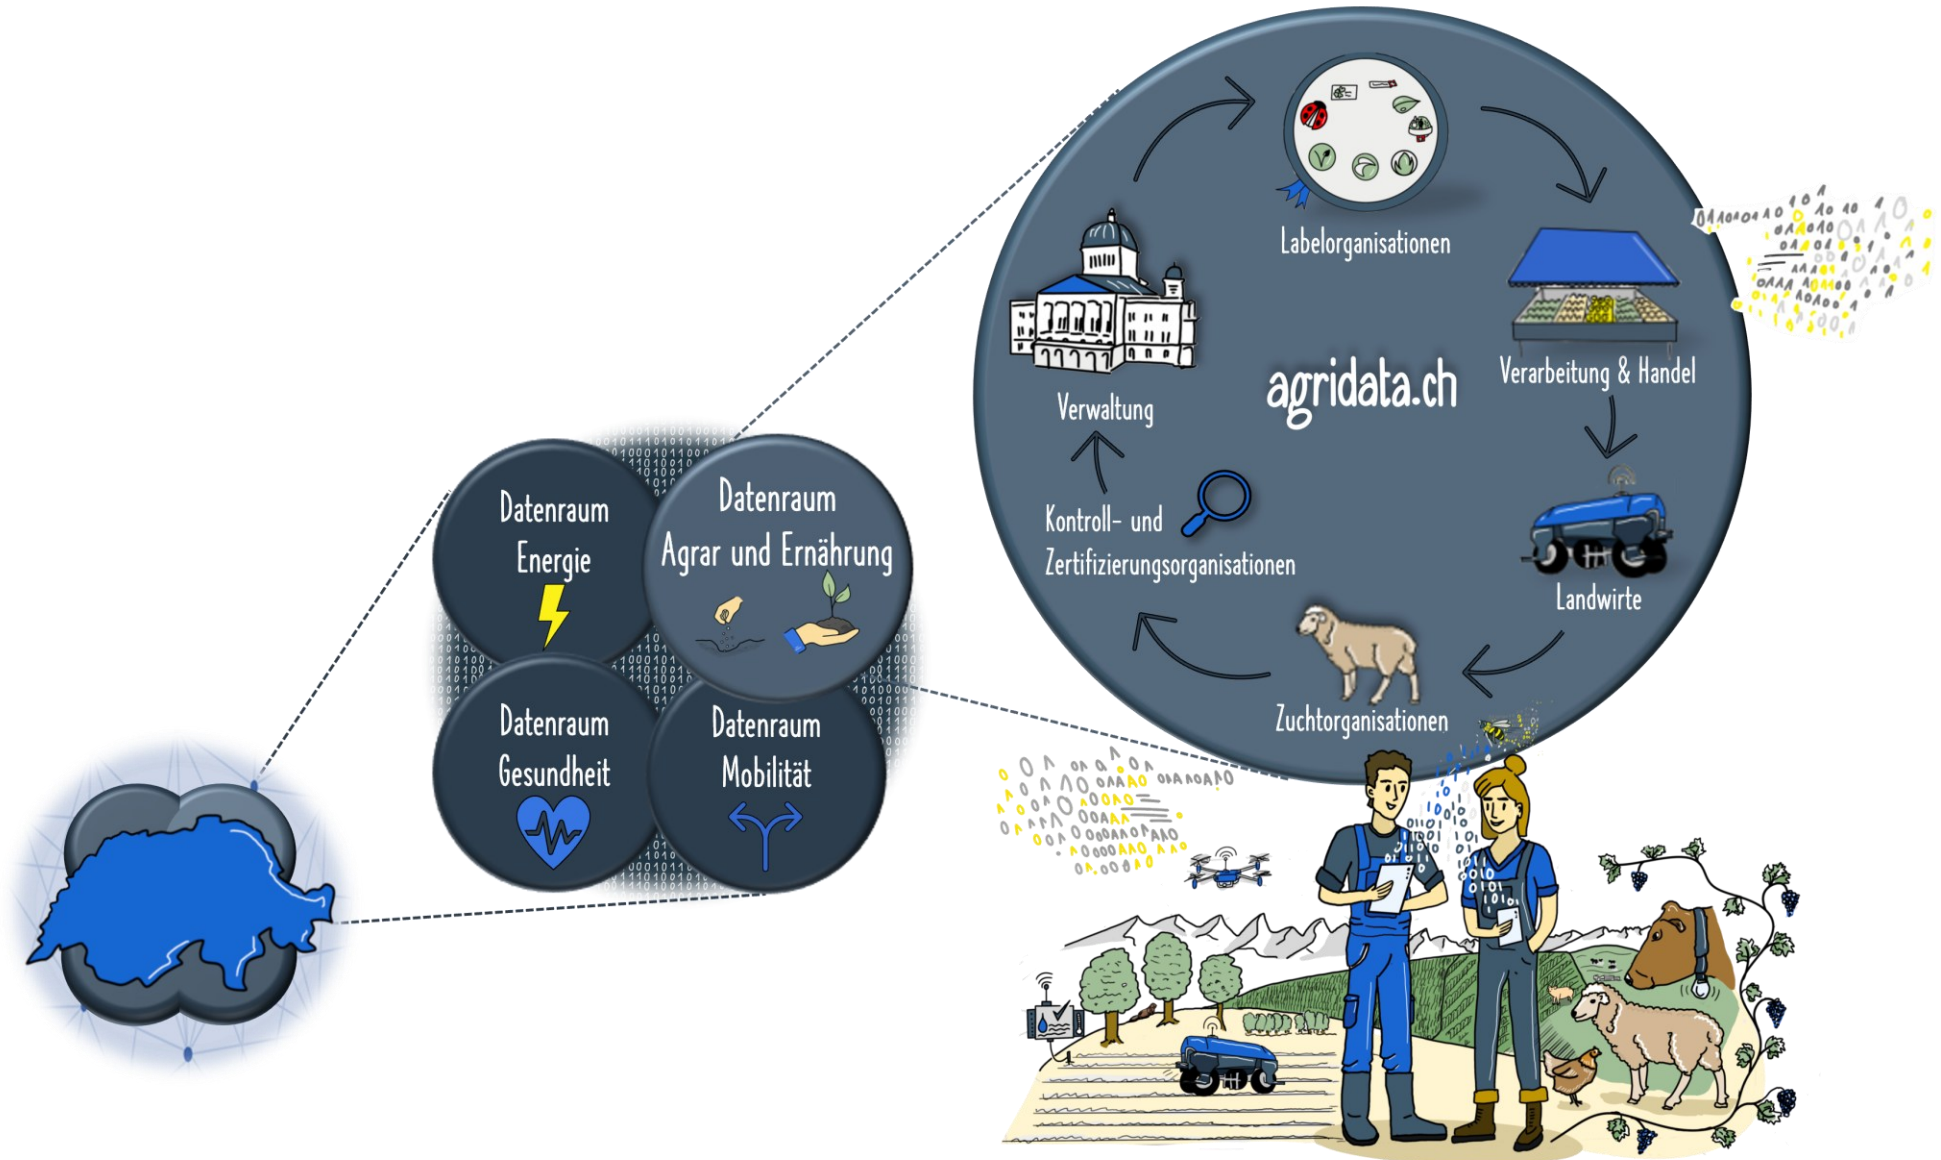 Labelorganisationen
Verarbeitung & Handel
agridata.ch
Verwaltung
Kontroll- und
Zertifizierungsorganisationen
Landwirte
Zuchtorganisationen
Datenraum
Energie
Datenraum
Agrar und Ernährung
Datenraum
Gesundheit
Datenraum
Mobilität